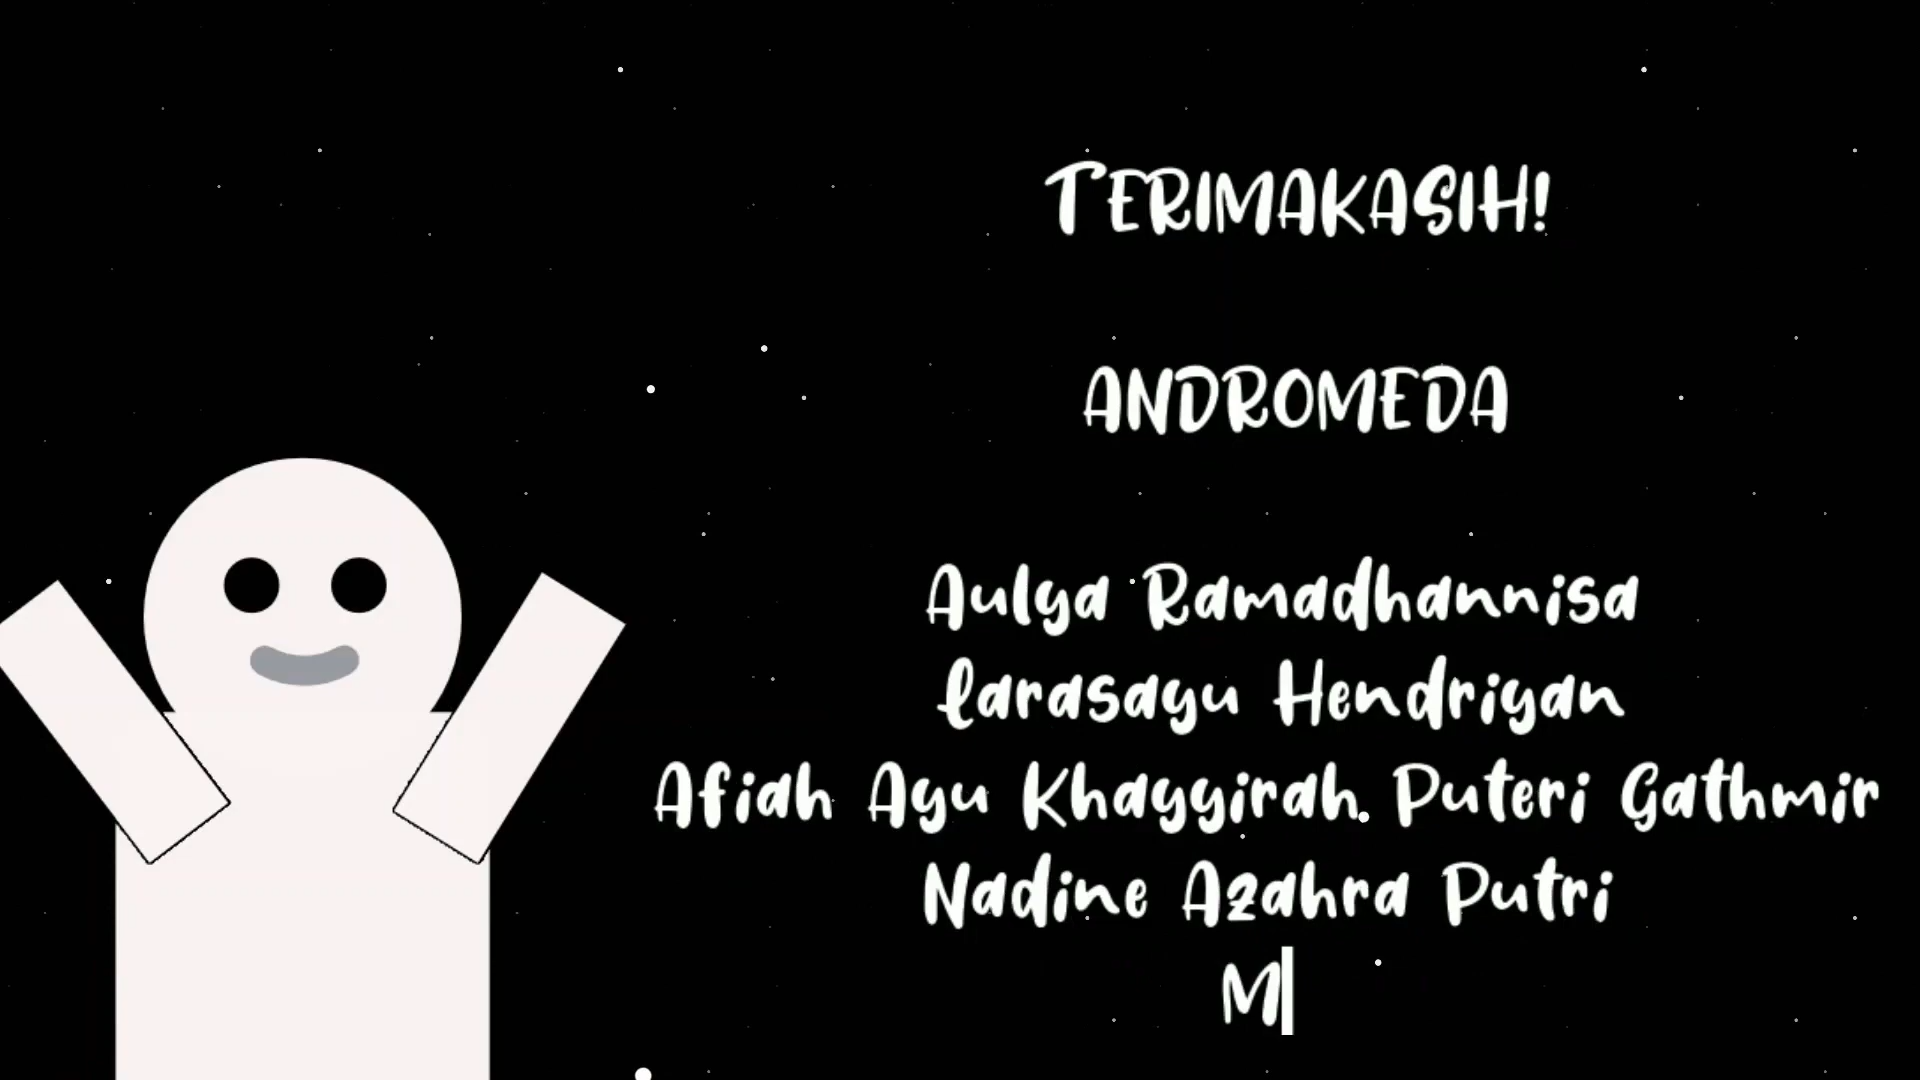 TERIMAKASIH!
ANDROMEDA
Aulya Ramadhannisa
Larasayu Hendriyan
Afiah Ayu Khayyirah Puteri Gathmir
Nadine Azahra Putri
M